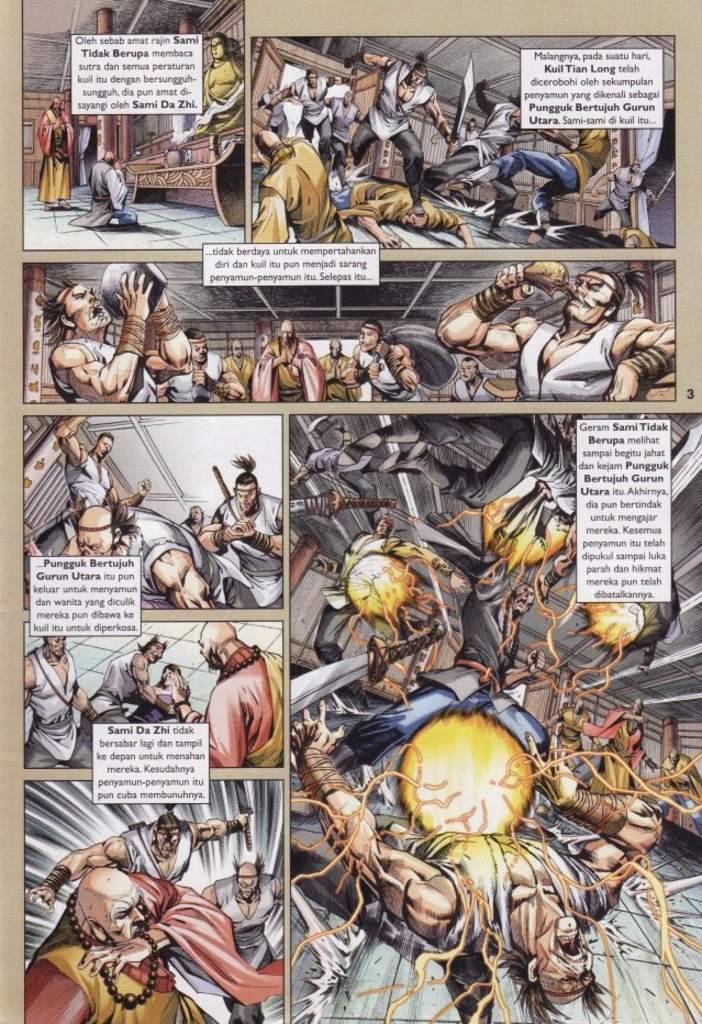 Oleh sebab amat rajin Sami
Tidak Berupa membaca
sutra dan semua peraturan
kuil itu dengan bersungguh-
sungguh, dia pun amat di-
sayangi oleh Sami Da Zhi.
Malangnya, pada suatu hari,
Kuil Tian Long telah
dicerobohi oleh sekumpulan
penyamun yang dikenali sebagai
Pungguk Bertujuh Gurun
Utara. Sami-sami di kuil itu...
...tidak berdaya untuk mempertahankan
diri dan kuil itu pun menjadi sarang
penyamun-penyamun itu. Selepas itu...
3
...Pungguk Bertujuh
Gurun Utara itu pun
keluar untuk menyamun
dan wanita yang diculik
mereka pun dibawa ke
kuil itu untuk diperkosa.
Sami Da Zhi tidak
bersabar lagi dan tampil
ke depan untuk menahan
mereka. Kesudahnya
penyamun-penyamun itu
pun cuba membunuhnya.
Geram Sami Tidak
Berupa melihat
sampai begitu jahat
dan kejam Pungguk
Bertujuh Gurun
Utara itu. Akhirnya,
dia pun bertindak
untuk mengajar
mereka. Kesemua
penyamun itu telah
dipukul sampai luka
parah dan hikmat
mereka pun telah
dibatalkannya.